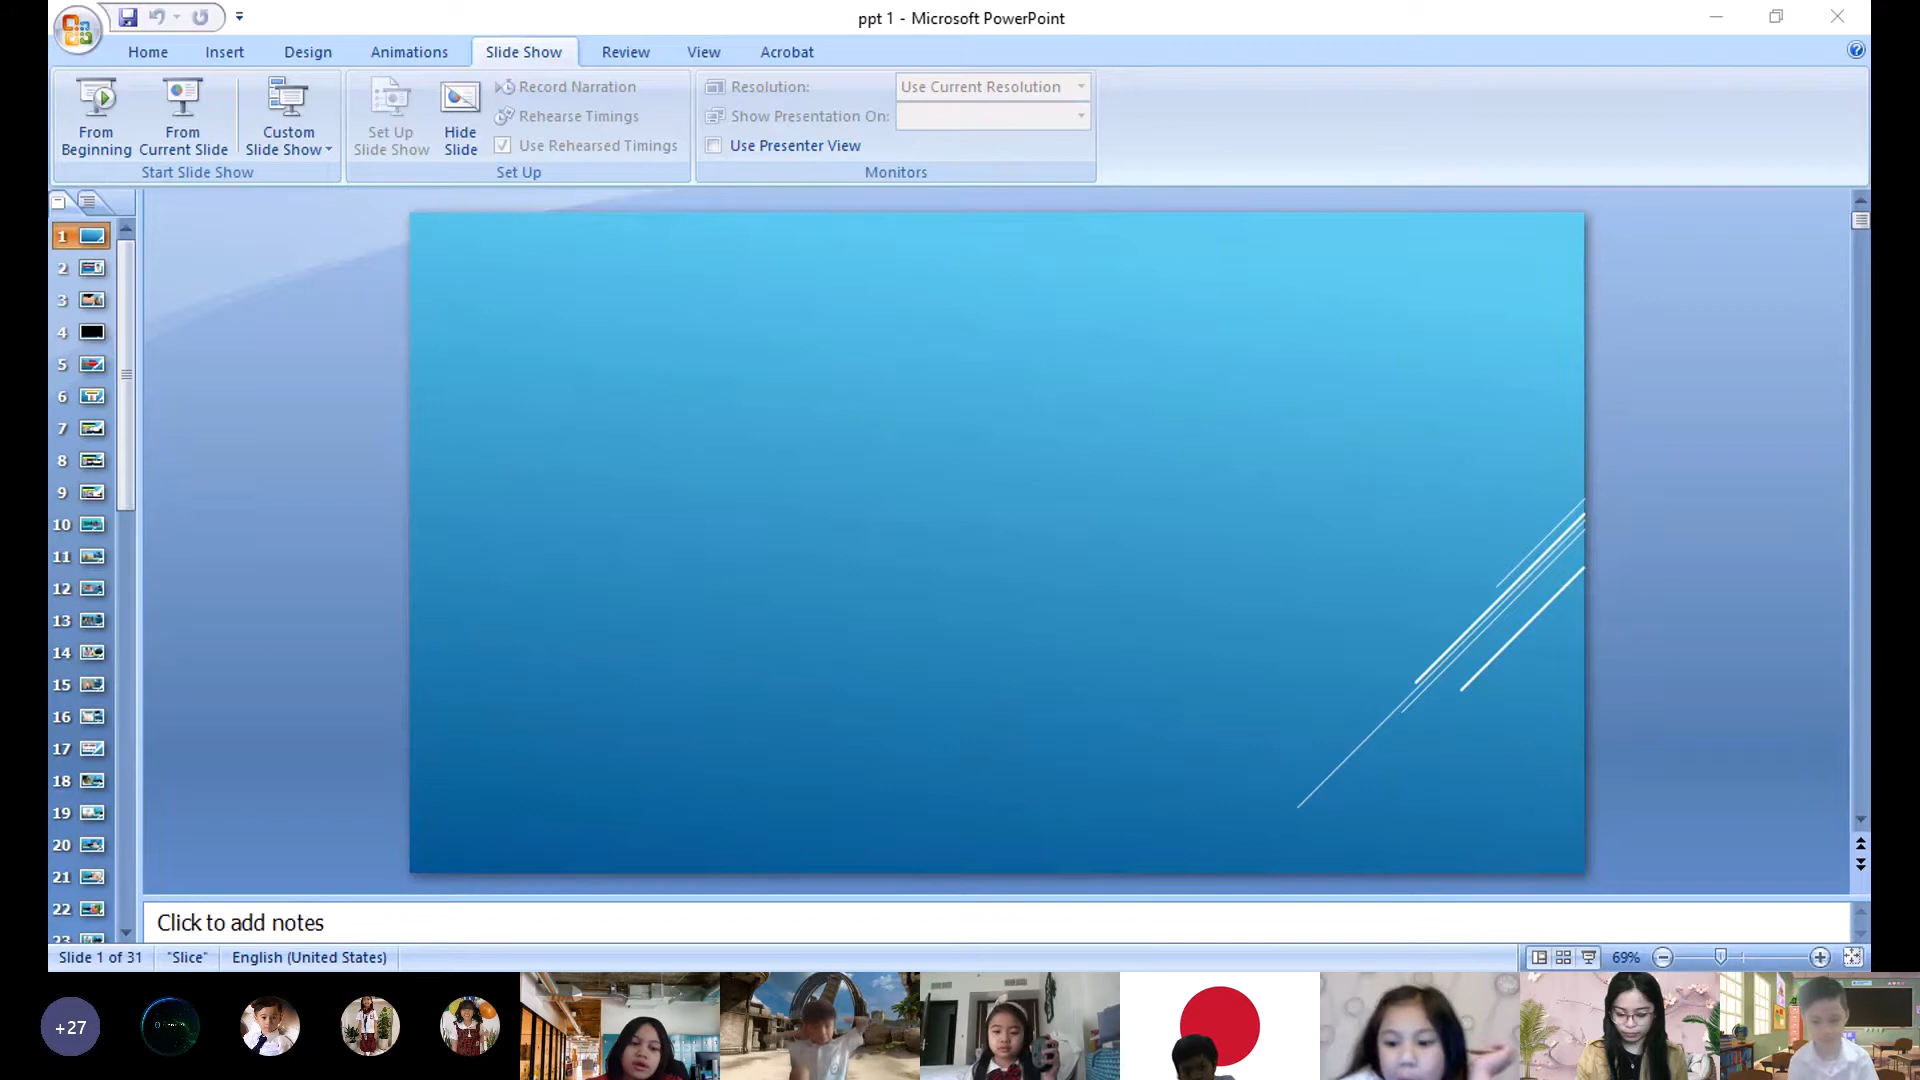 ppt 1 - Microsoft PowerPoint
Home Insert Design Animations Slide Show Review View Acrobat
From Beginning
From Current Slide
Custom Slide Show
Start Slide Show
Set Up Slide Show
Hide Slide
Record Narration
Rehearse Timings
Use Rehearsed Timings
Set Up
Resolution: Use Current Resolution
Show Presentation On:
Use Presenter View
Monitors
1
2
3
4
5
6
7
8
9
10
11
12
13
14
15
16
17
18
19
20
21
22
23
Click to add notes
Slide 1 of 31 "Slice" English (United States) 69%
+27